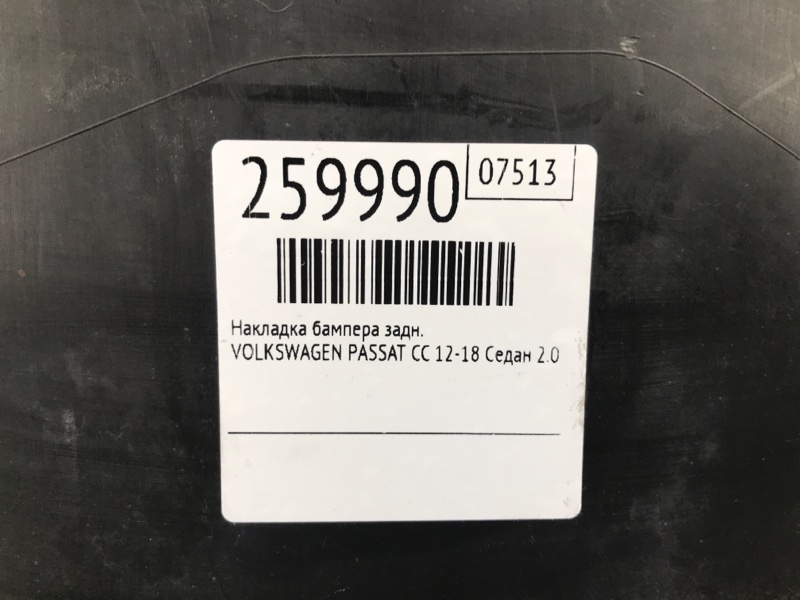 259990
07513
Накладка бампера задн.
VOLKSWAGEN PASSAT CC 12-18 Седан 2.0